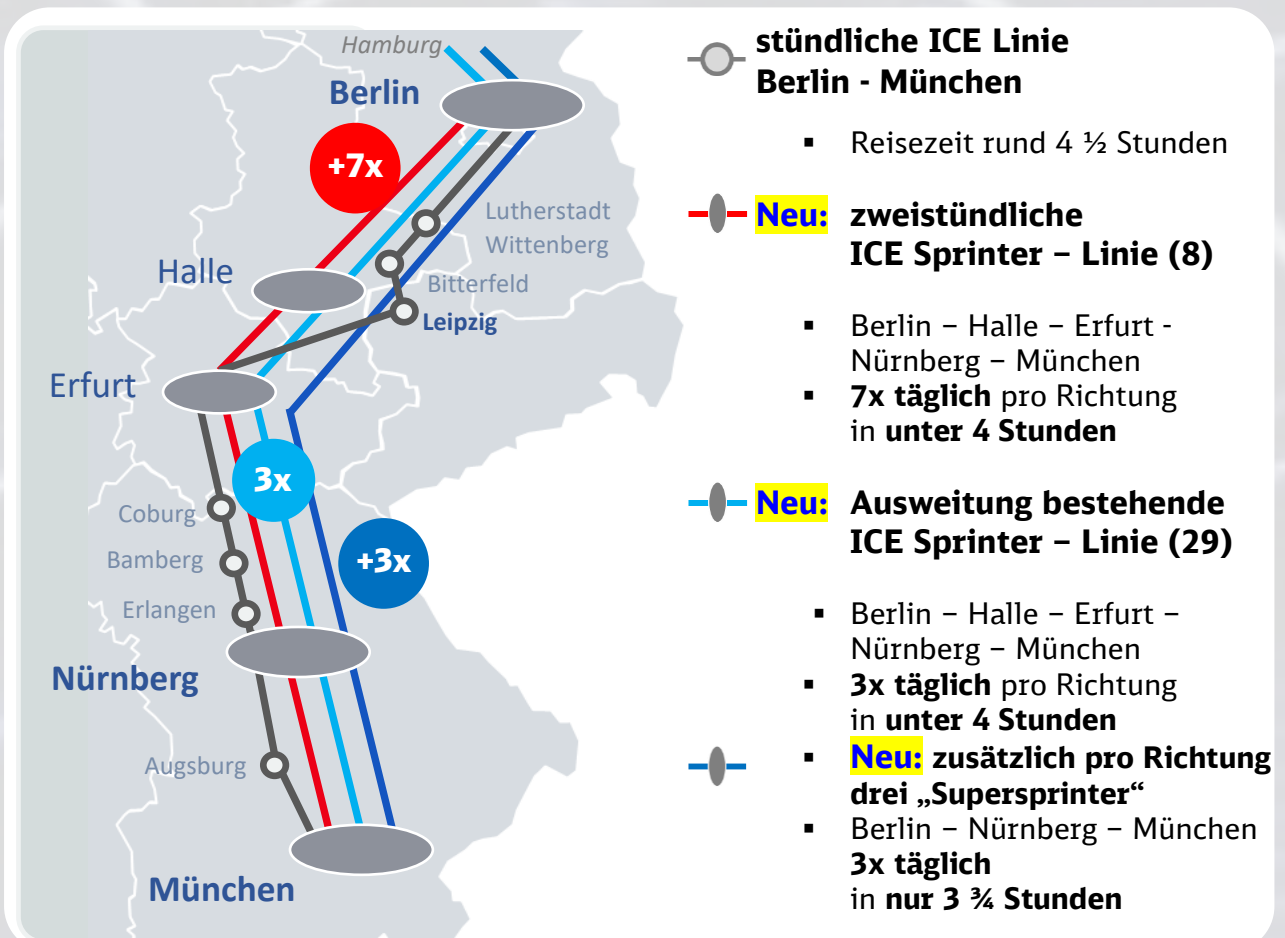 Hamburg
Berlin
+7x
Lutherstadt
Wittenberg
Halle
Bitterfeld
Leipzig
Erfurt
3x
Coburg
Bamberg
+3x
Erlangen
Nürnberg
Augsburg
München
stündliche ICE Linie
Berlin - München
▪ Reisezeit rund 4 ½ Stunden
Neu: zweistündliche
ICE Sprinter – Linie (8)
▪ Berlin – Halle – Erfurt -
Nürnberg – München
▪ 7x täglich pro Richtung
in unter 4 Stunden
Neu: Ausweitung bestehende
ICE Sprinter – Linie (29)
▪ Berlin – Halle – Erfurt –
Nürnberg – München
▪ 3x täglich pro Richtung
in unter 4 Stunden
▪ Neu: zusätzlich pro Richtung
drei „Supersprinter“
▪ Berlin – Nürnberg – München
3x täglich
in nur 3 ¾ Stunden